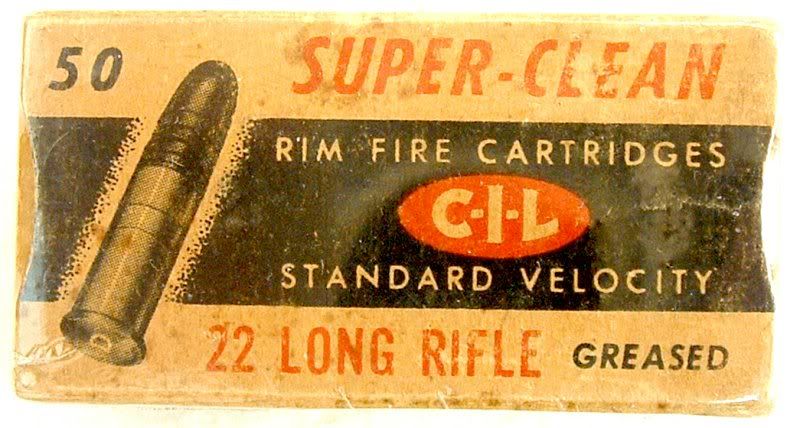 50
SUPER-CLEAN
RIM FIRE CARTRIDGES
C-I-L
STANDARD VELOCITY
22 LONG RIFLE GREASED